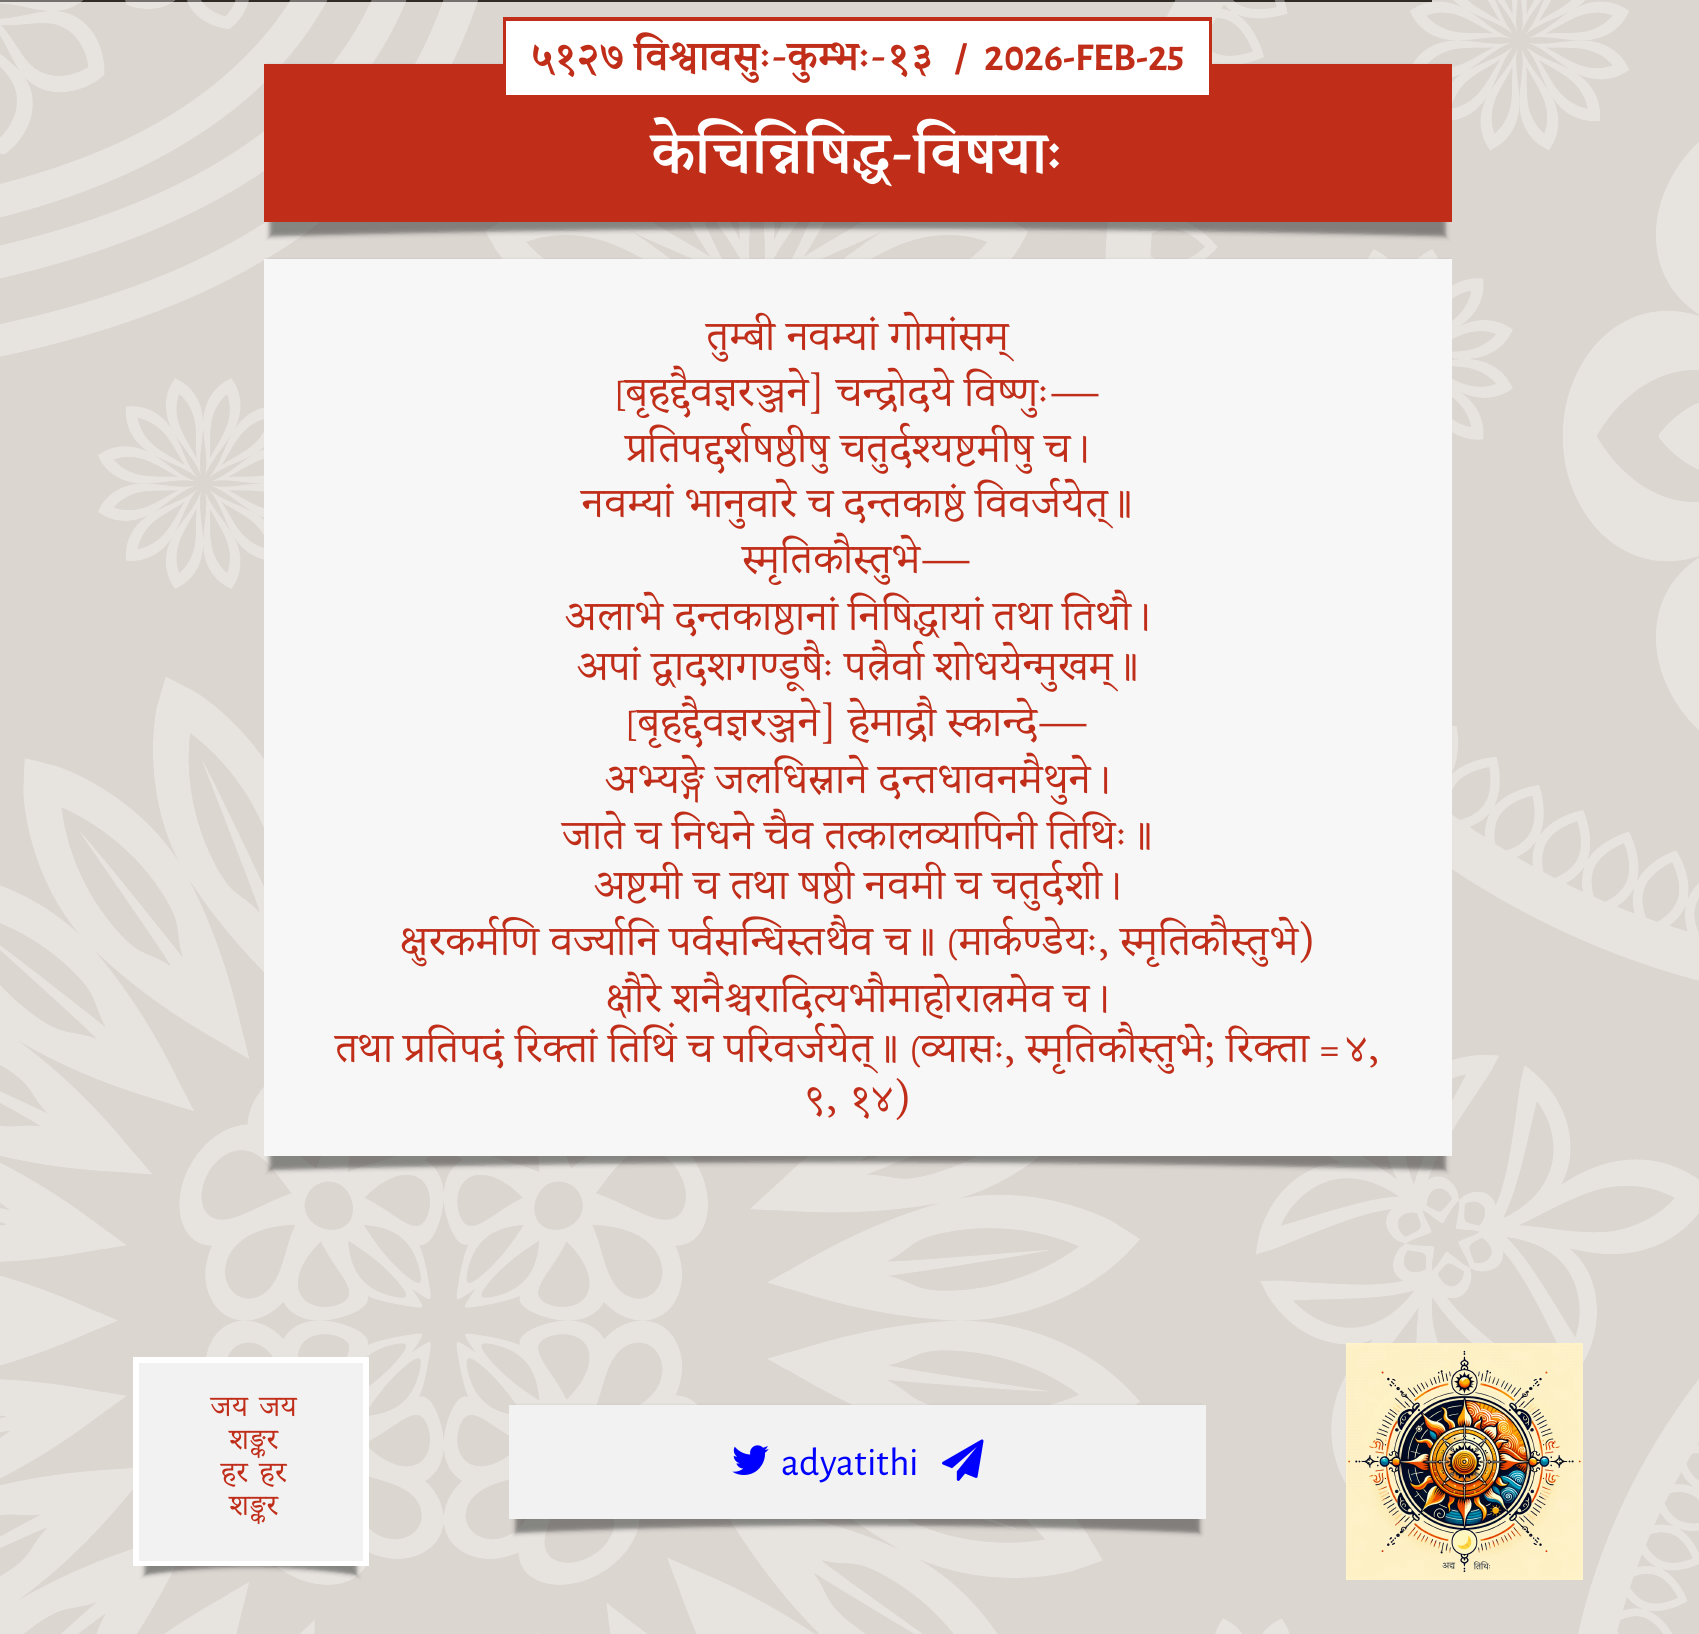 ५१२७ विश्वावसुः-कुम्भः-१३ / 2026-FEB-25
केचिन्निषिद्ध-विषयाः
तुम्बी नवम्यां गोमांसम्
[बृहद्दैवज्ञरञ्जने] चन्द्रोदये विष्णुः—
प्रतिपद्दर्शषष्ठीषु चतुर्दश्यष्टमीषु च।
नवम्यां भानुवारे च दन्तकाष्ठं विवर्जयेत्॥
स्मृतिकौस्तुभे—
अलाभे दन्तकाष्ठानां निषिद्धायां तथा तिथौ।
अपां द्वादशगण्डूषैः पत्रैर्वा शोधयेन्मुखम्॥
[बृहद्दैवज्ञरञ्जने] हेमाद्रौ स्कान्दे—
अभ्यङ्गे जलधिस्नाने दन्तधावनमैथुने।
जाते च निधने चैव तत्कालव्यापिनी तिथिः॥
अष्टमी च तथा षष्ठी नवमी च चतुर्दशी।
क्षुरकर्मणि वर्ज्यानि पर्वसन्धिस्तथैव च॥ (मार्कण्डेयः, स्मृतिकौस्तुभे)
क्षौरे शनैश्चरादित्यभौमाहोरात्रमेव च।
तथा प्रतिपदं रिक्तां तिथिं च परिवर्जयेत्॥ (व्यासः, स्मृतिकौस्तुभे; रिक्ता = ४,
९, १४)
जय जय
शङ्कर
हर हर
शङ्कर
adyatithi
अद्य तिथिः